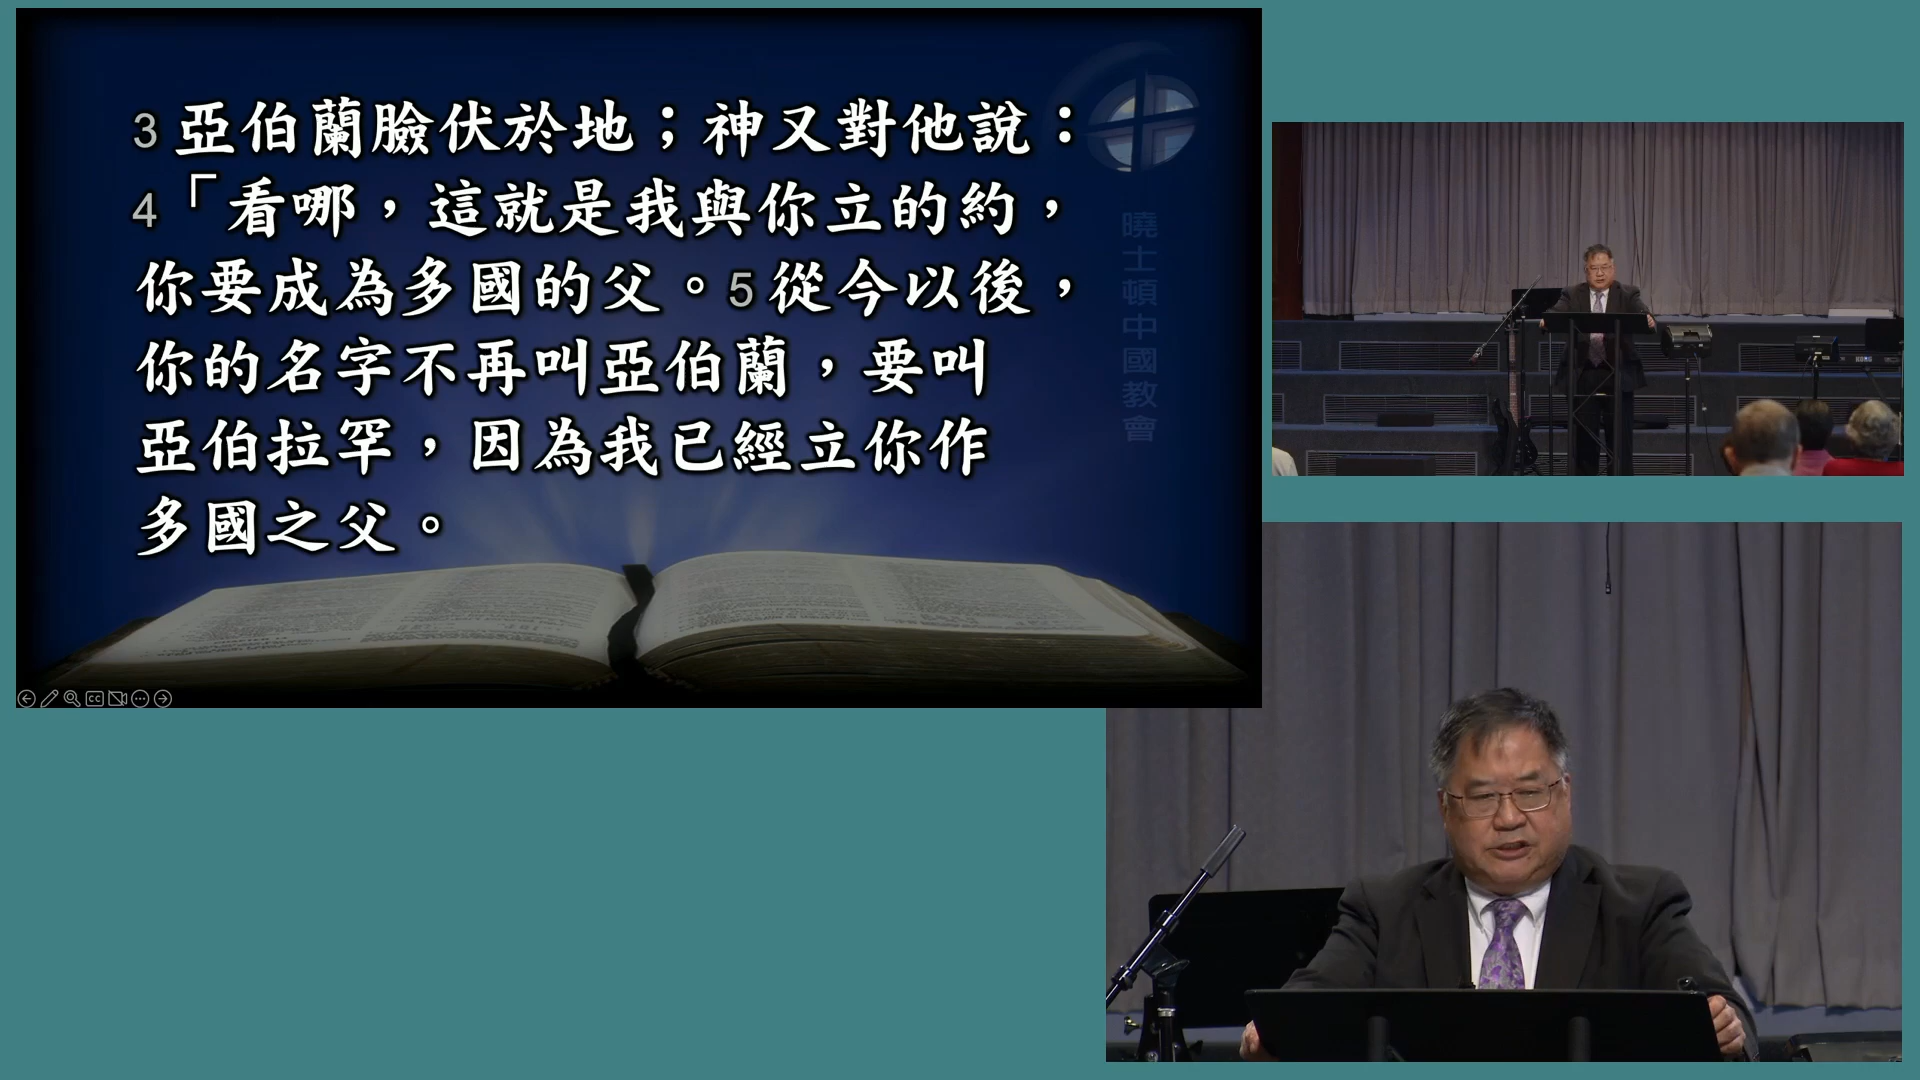 3 亞伯蘭臉伏於地；神又對他說：
4「看哪，這就是我與你立的約，
你要成為多國的父。5 從今以後，
你的名字不再叫亞伯蘭，要叫
亞伯拉罕，因為我已經立你作
多國之父。
曉士頓中國教會
CC
KORG